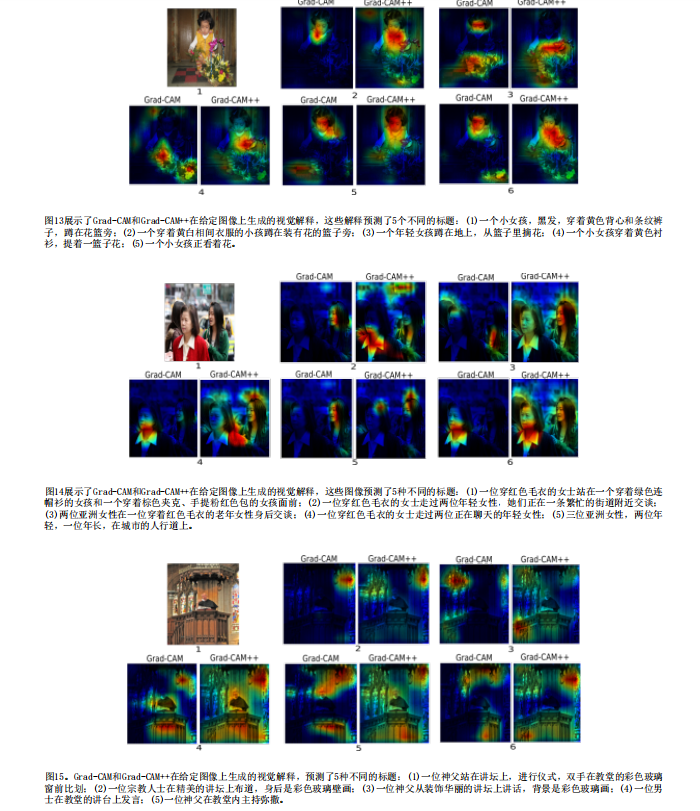 Grad-CAM Grad-CAM++ Grad-CAM Grad-CAM++
1 2 3
Grad-CAM Grad-CAM++ Grad-CAM Grad-CAM++ Grad-CAM Grad-CAM++
4 5 6
图13展示了Grad-CAM和Grad-CAM++在给定图像上生成的视觉解释，这些解释预测了5个不同的标题：(1)一个小女孩，黑发，穿着黄色背心和条纹裤
子，蹲在花篮旁；(2)一个穿着黄白相间衣服的小孩蹲在装有花的篮子旁；(3)一个年轻女孩蹲在地上，从篮子里摘花；(4)一个小女孩穿着黄色衬
衫，提着一篮子花；(5)一个小女孩正看着花。
Grad-CAM Grad-CAM++ Grad-CAM Grad-CAM++
1 2 3
Grad-CAM Grad-CAM++ Grad-CAM Grad-CAM++ Grad-CAM Grad-CAM++
4 5 6
图14展示了Grad-CAM和Grad-CAM++在给定图像上生成的视觉解释，这些图像预测了5种不同的标题：(1)一位穿红色毛衣的女士站在一个穿着绿色连
帽衫的女孩和一个穿着棕色夹克、手提粉红色包的女孩面前；(2)一位穿红色毛衣的女士走过两位年轻女性，她们正在一条繁忙的街道附近交谈；
(3)两位亚洲女性在一位穿着红色毛衣的老年女性身后交谈；(4)一位穿红色毛衣的女士走过两位正在聊天的年轻女性；(5)三位亚洲女性，两位年
轻，一位年长，在城市的人行道上。
Grad-CAM Grad-CAM++ Grad-CAM Grad-CAM++
1 2 3
Grad-CAM Grad-CAM++ Grad-CAM Grad-CAM++ Grad-CAM Grad-CAM++
4 5 6
图15。Grad-CAM和Grad-CAM++在给定图像上生成的视觉解释，预测了5种不同的标题：(1)一位神父站在讲坛上，进行仪式，双手在教堂的彩色玻璃
窗前比划；(2)一位宗教人士在精美的讲坛上布道，身后是彩色玻璃壁画；(3)一位神父从装饰华丽的讲坛上讲话，背景是彩色玻璃画；(4)一位男
士在教堂的讲台上发言；(5)一位神父在教堂内主持弥撒。